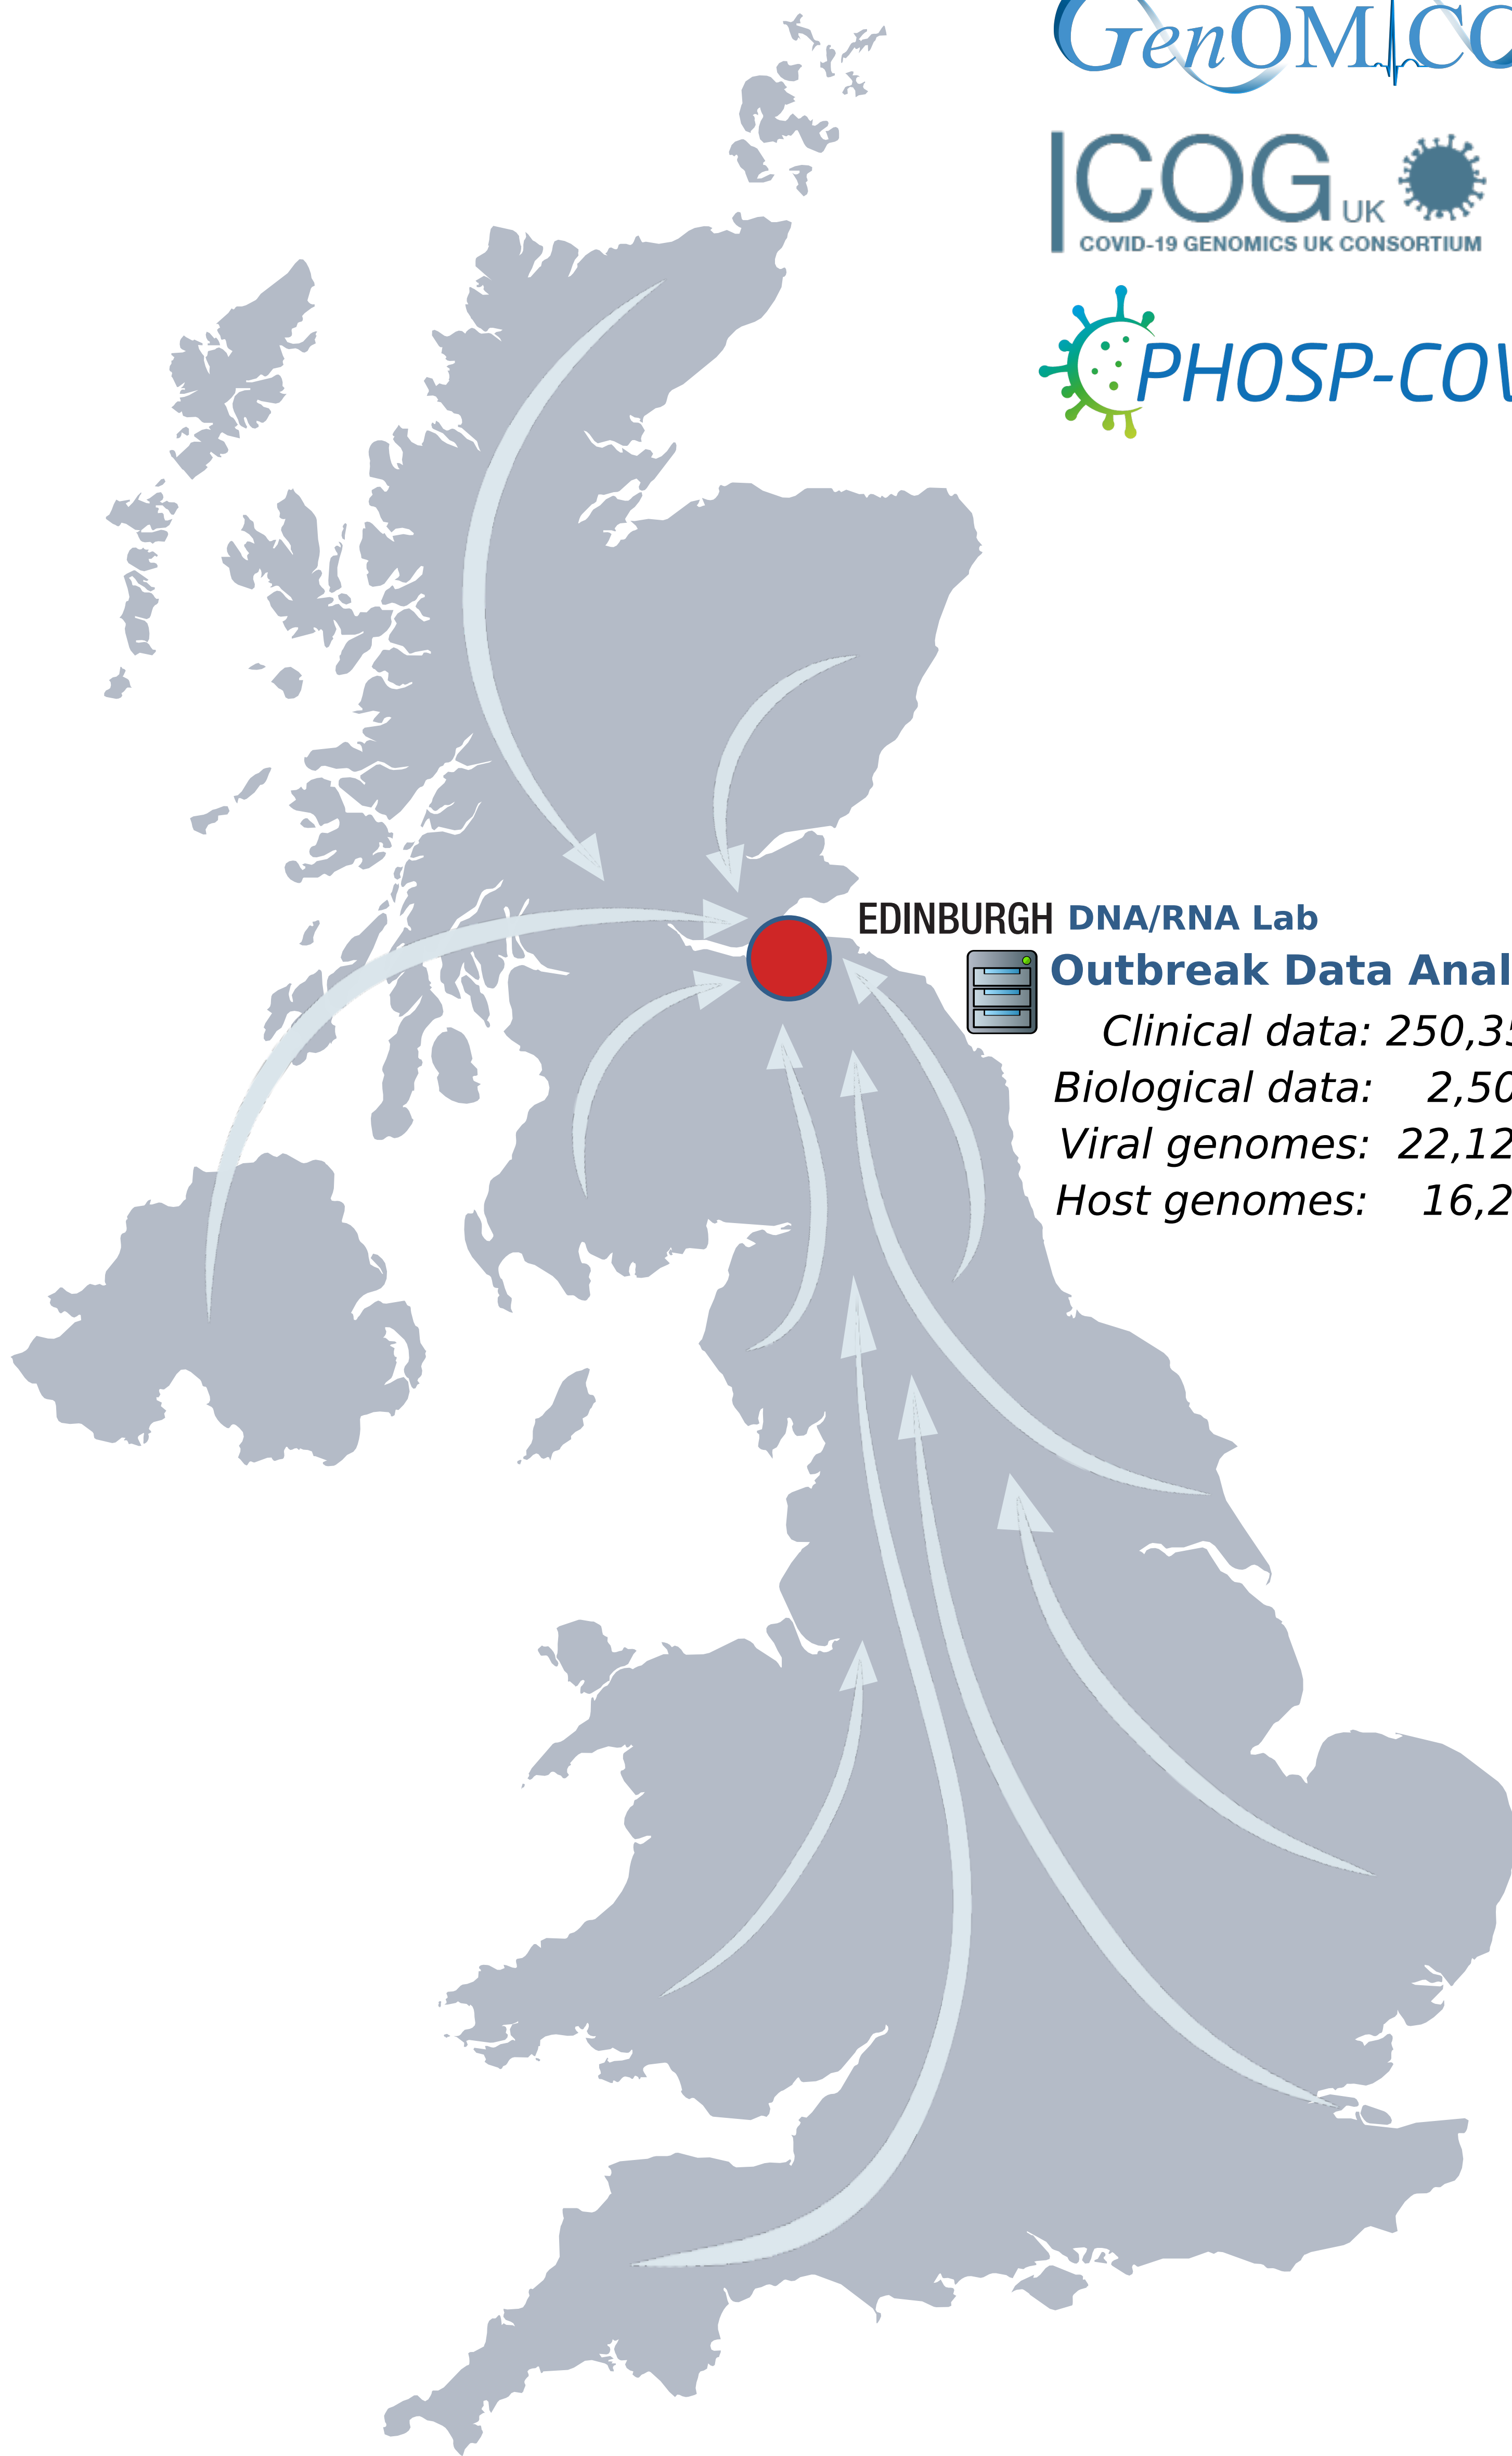 GenOMICC
COG UK
COVID-19 GENOMICS UK CONSORTIUM
PHOSP-COV
EDINBURGH DNA/RNA Lab
Outbreak Data Anal
Clinical data: 250,35
Biological data: 2,50
Viral genomes: 22,12
Host genomes: 16,2